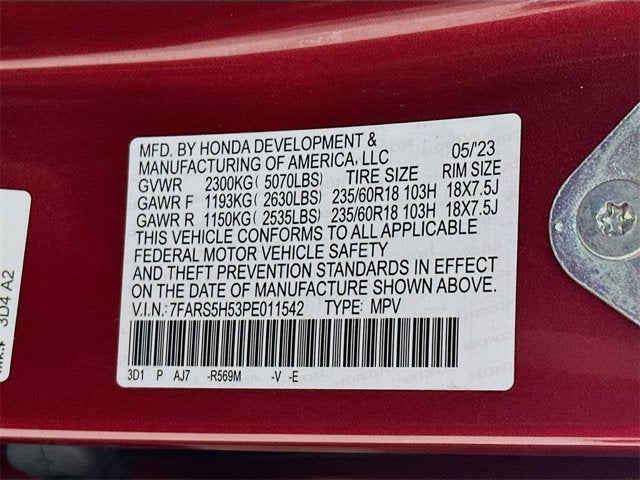 MFD. BY HONDA DEVELOPMENT &
MANUFACTURING OF AMERICA, LLC 05/'23
GVWR 2300KG( 5070LBS) TIRE SIZE RIM SIZE
GAWR F 1193KG( 2630LBS) 235/60R18 103H 18X7.5J
GAWR R 1150KG( 2535LBS) 235/60R18 103H 18X7.5J
THIS VEHICLE CONFORMS TO ALL APPLICABLE
FEDERAL MOTOR VEHICLE SAFETY
AND THEFT PREVENTION STANDARDS IN EFFECT
ON THE DATE OF MANUFACTURE SHOWN ABOVE.
V.I.N.: 7FARS5H53PE011542 TYPE: MPV
3D1 P AJ7 -R569M -V -E
3D4 A2